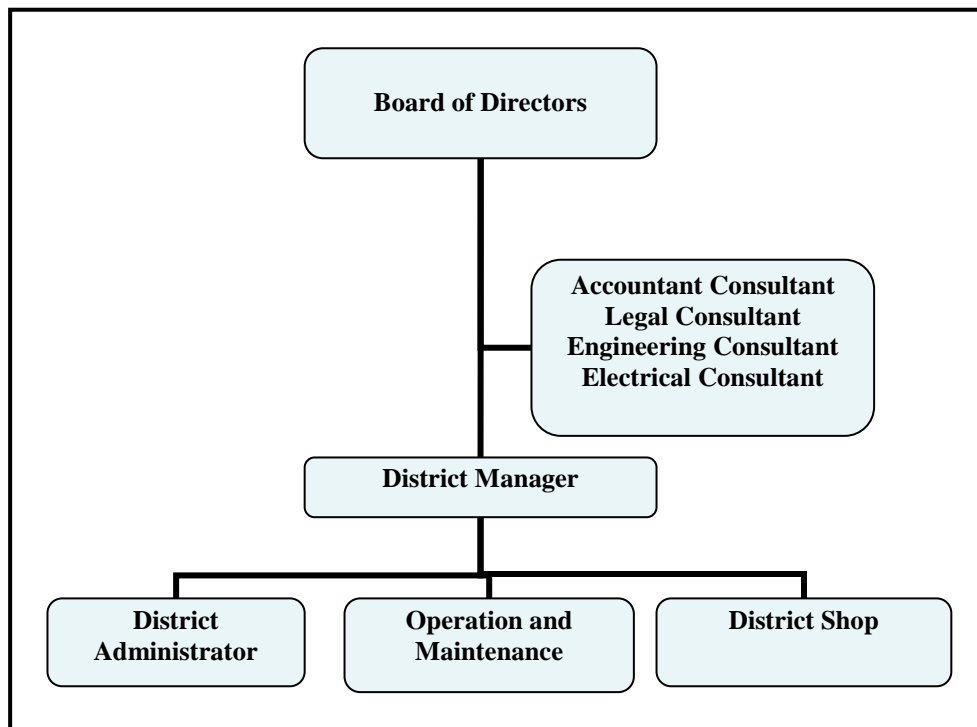 Board of Directors
Accountant Consultant
Legal Consultant
Engineering Consultant
Electrical Consultant
District Manager
District
Administrator
Operation and
Maintenance
District Shop